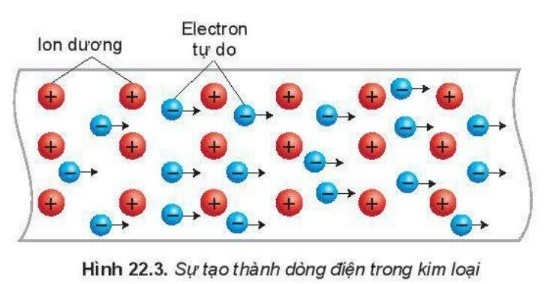 Ion dương
Electron
tự do
Hình 22.3. Sự tạo thành dòng điện trong kim loại